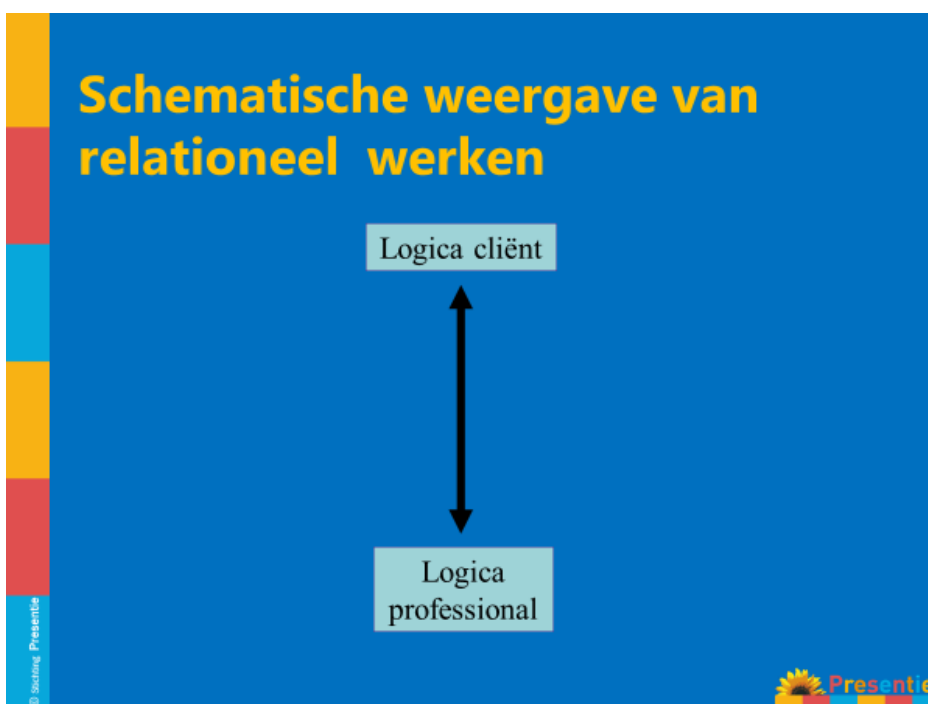 Schematische weergave van
relationeel werken
Logica cliënt
Logica
professional
© Stichting Presentie
Presentie